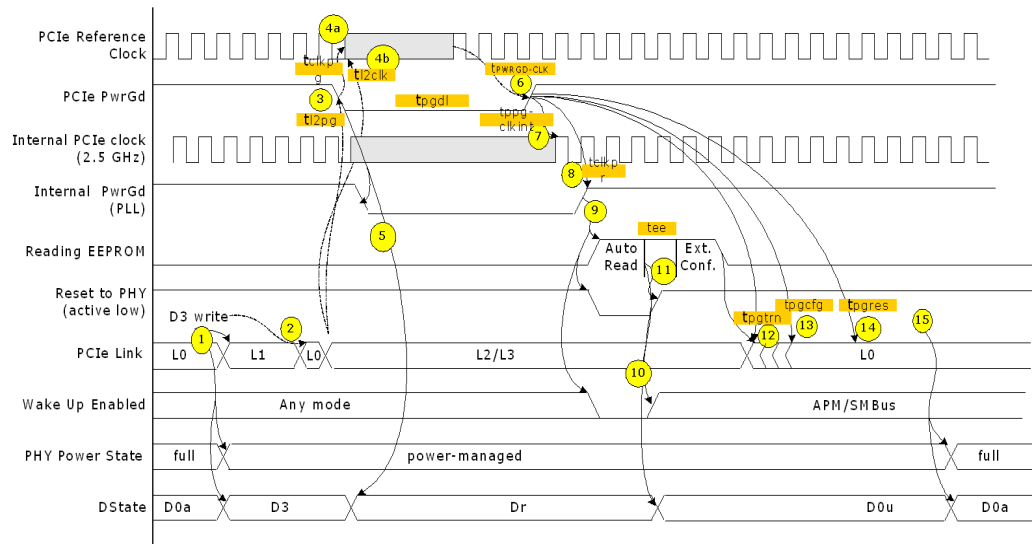 4a
PCIe Reference
Clock
4b
tclkpg
tl2clk
tPWRGD-CLK
6
PCIe PwrGd
3
tpgdl
tl2pg
tppg-
clkint
Internal PCIe clock
(2.5 GHz)
7
tclkpr
8
Internal PwrGd
(PLL)
9
5
tee
Reading EEPROM
Auto
Read
Ext.
Conf.
11
Reset to PHY
(active low)
D3 write
tpgcfg
tpgres
tpgtrn
1
2
12
13
14
15
PCIe Link
L0
L1
L0
L2/L3
L0
10
Wake Up Enabled
Any mode
APM/SMBus
PHY Power State
full
power-managed
full
DState
D0a
D3
Dr
D0u
D0a